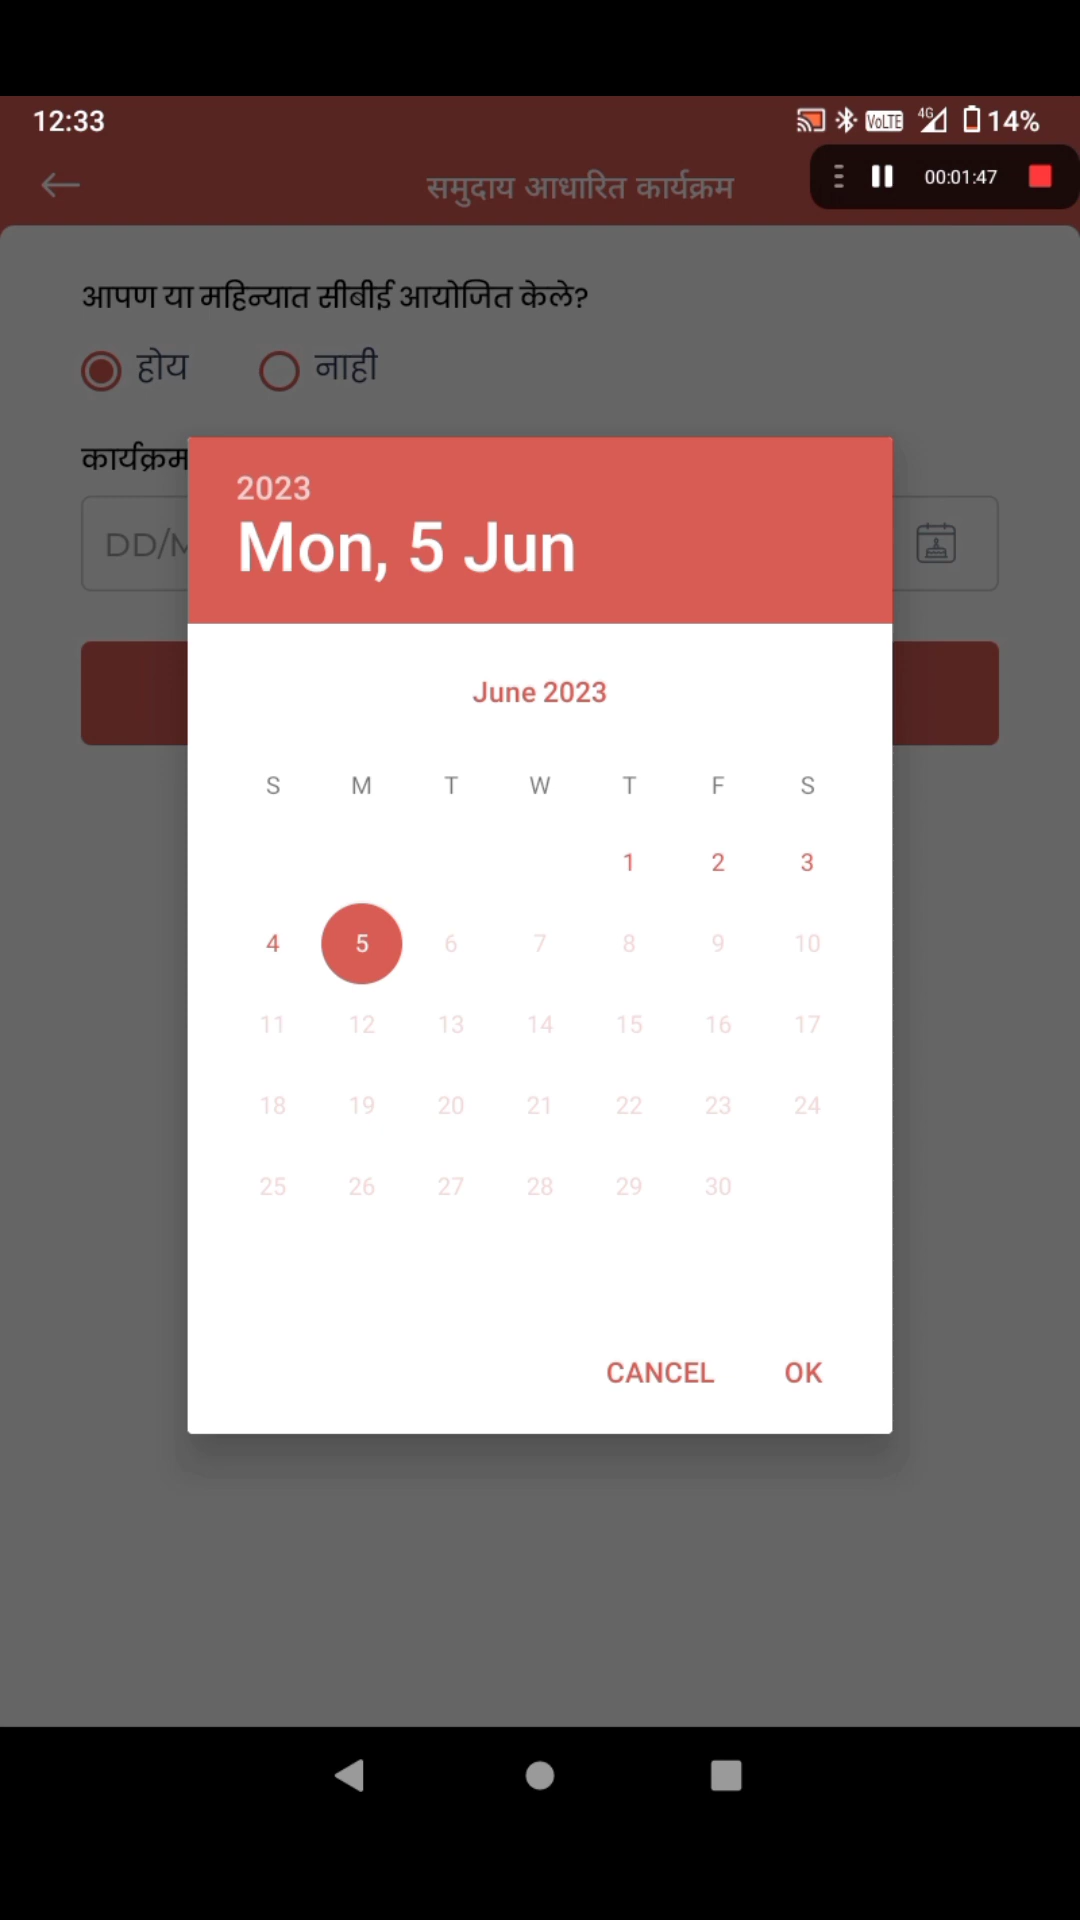 12:33
VoLTE 4G 14%
समुदाय आधारित कार्यक्रम
00:01:47
आपण या महिन्यात सीबीई आयोजित केले?
होय नाही
कार्यक्रम
DD/M
2023
Mon, 5 Jun
June 2023
S M T W T F S
1 2 3
4 5 6 7 8 9 10
11 12 13 14 15 16 17
18 19 20 21 22 23 24
25 26 27 28 29 30
CANCEL OK